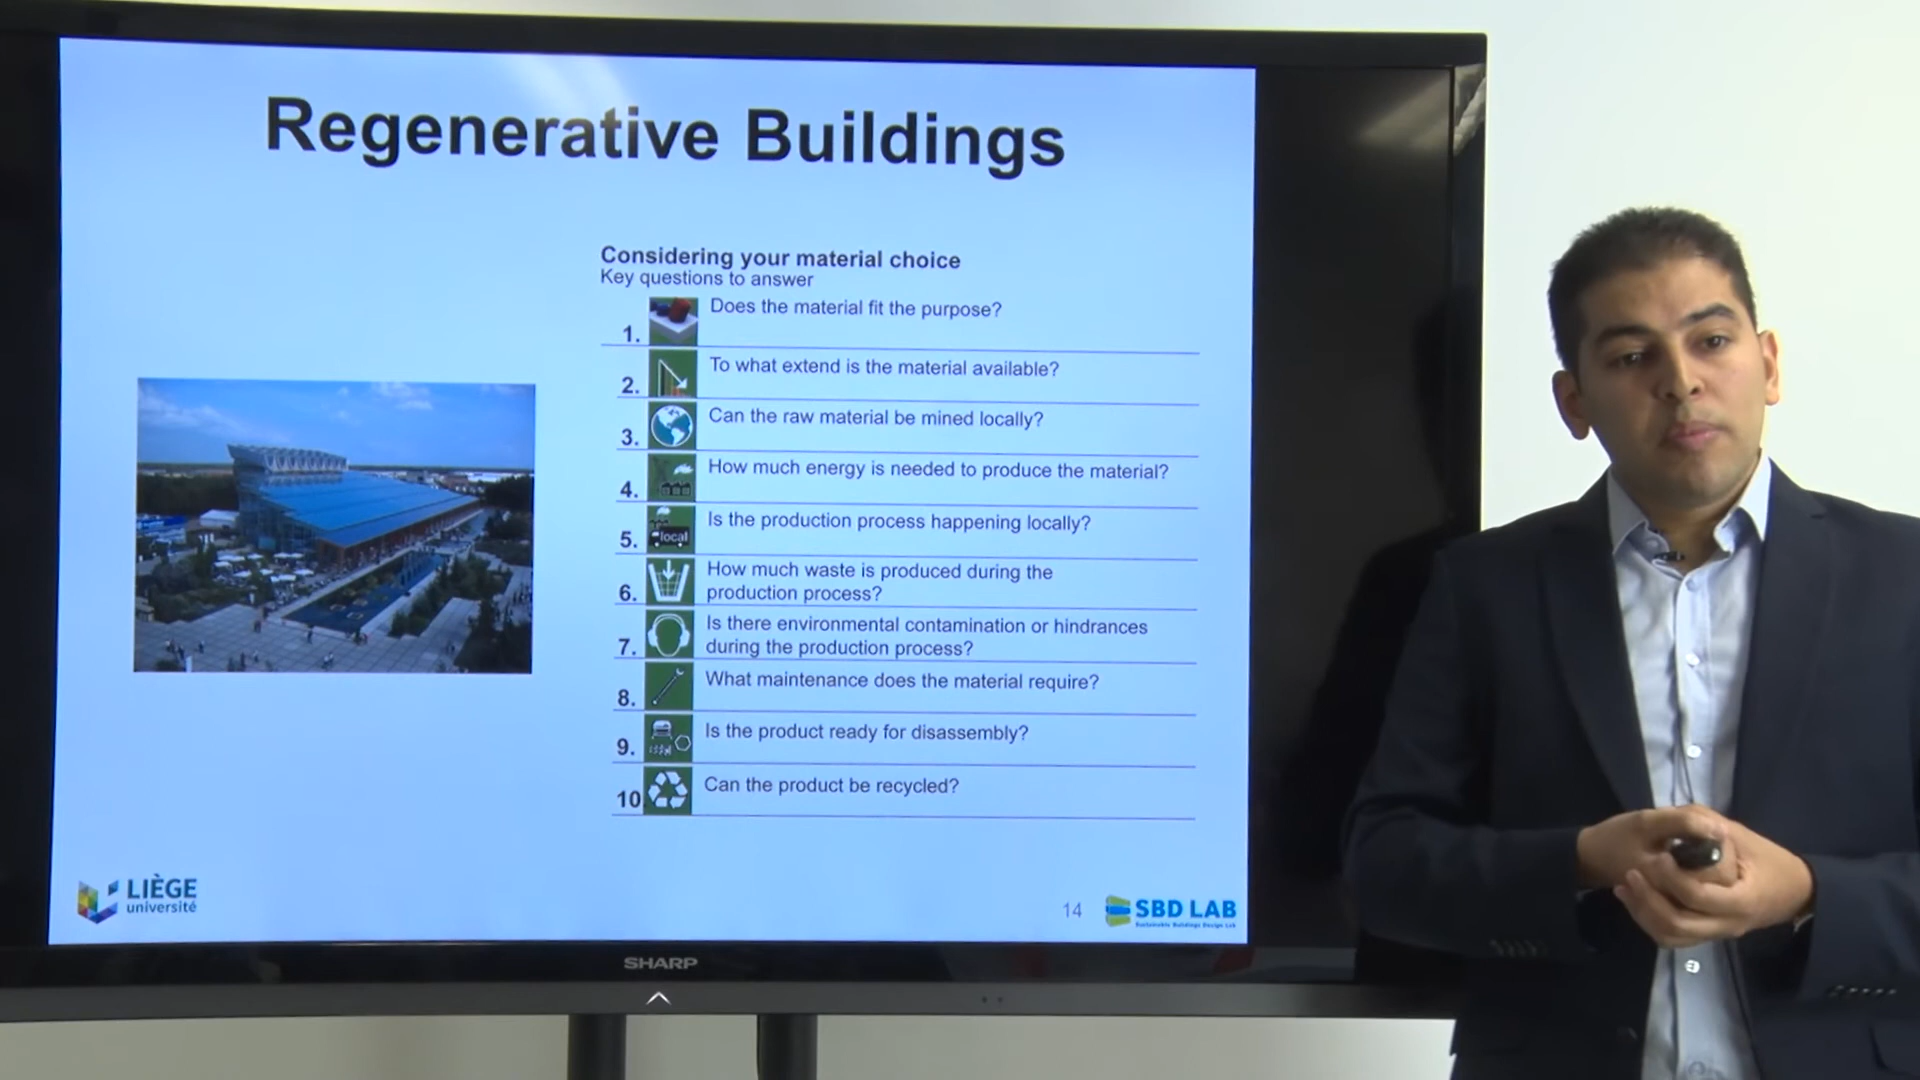 Regenerative Buildings
Considering your material choice
Key questions to answer
1. Does the material fit the purpose?
2. To what extend is the material available?
3. Can the raw material be mined locally?
4. How much energy is needed to produce the material?
5. local Is the production process happening locally?
6. How much waste is produced during the
production process?
7. Is there environmental contamination or hindrances
during the production process?
8. What maintenance does the material require?
9. Is the product ready for disassembly?
10 Can the product be recycled?
LIÈGE
université
14
SBD LAB
Sustainable Buildings Design Lab
SHARP